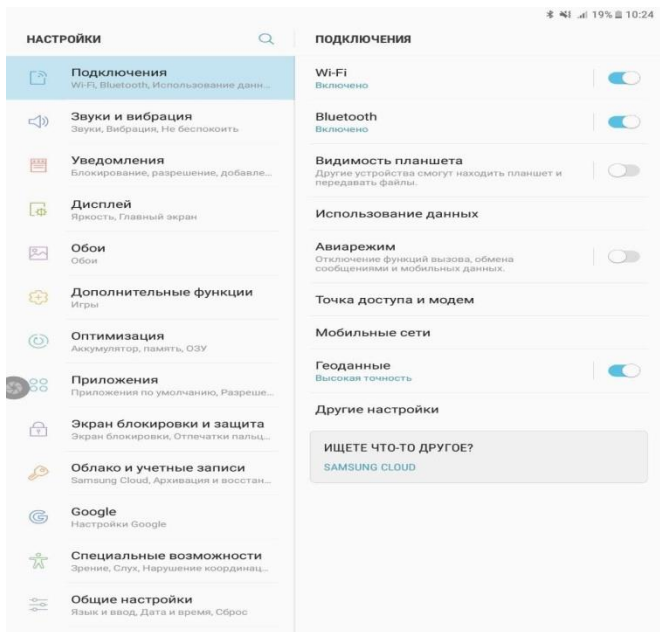 19% 10:24
НАСТРОЙКИ
Подключения
Wi-Fi, Bluetooth, Использование данн...
Звуки и вибрация
Звуки, Вибрация, Не беспокоить
Уведомления
Блокирование, разрешение, добавле...
Дисплей
Яркость, Главный экран
Обои
Обои
Дополнительные функции
Игры
Оптимизация
Аккумулятор, память, ОЗУ
Приложения
Приложения по умолчанию, Разреше...
Экран блокировки и защита
Экран блокировки, Отпечатки пальц...
Облако и учетные записи
Samsung Cloud, Архивация и восстан...
Google
Настройки Google
Специальные возможности
Зрение, Слух, Нарушение координац...
Общие настройки
Язык и ввод, Дата и время, Сброс
ПОДКЛЮЧЕНИЯ
Wi-Fi
Включено
Bluetooth
Включено
Видимость планшета
Другие устройства смогут находить планшет и
передавать файлы.
Использование данных
Авиарежим
Отключение функций вызова, обмена
сообщениями и мобильных данных.
Точка доступа и модем
Мобильные сети
Геоданные
Высокая точность
Другие настройки
ИЩЕТЕ ЧТО-ТО ДРУГОЕ?
SAMSUNG CLOUD